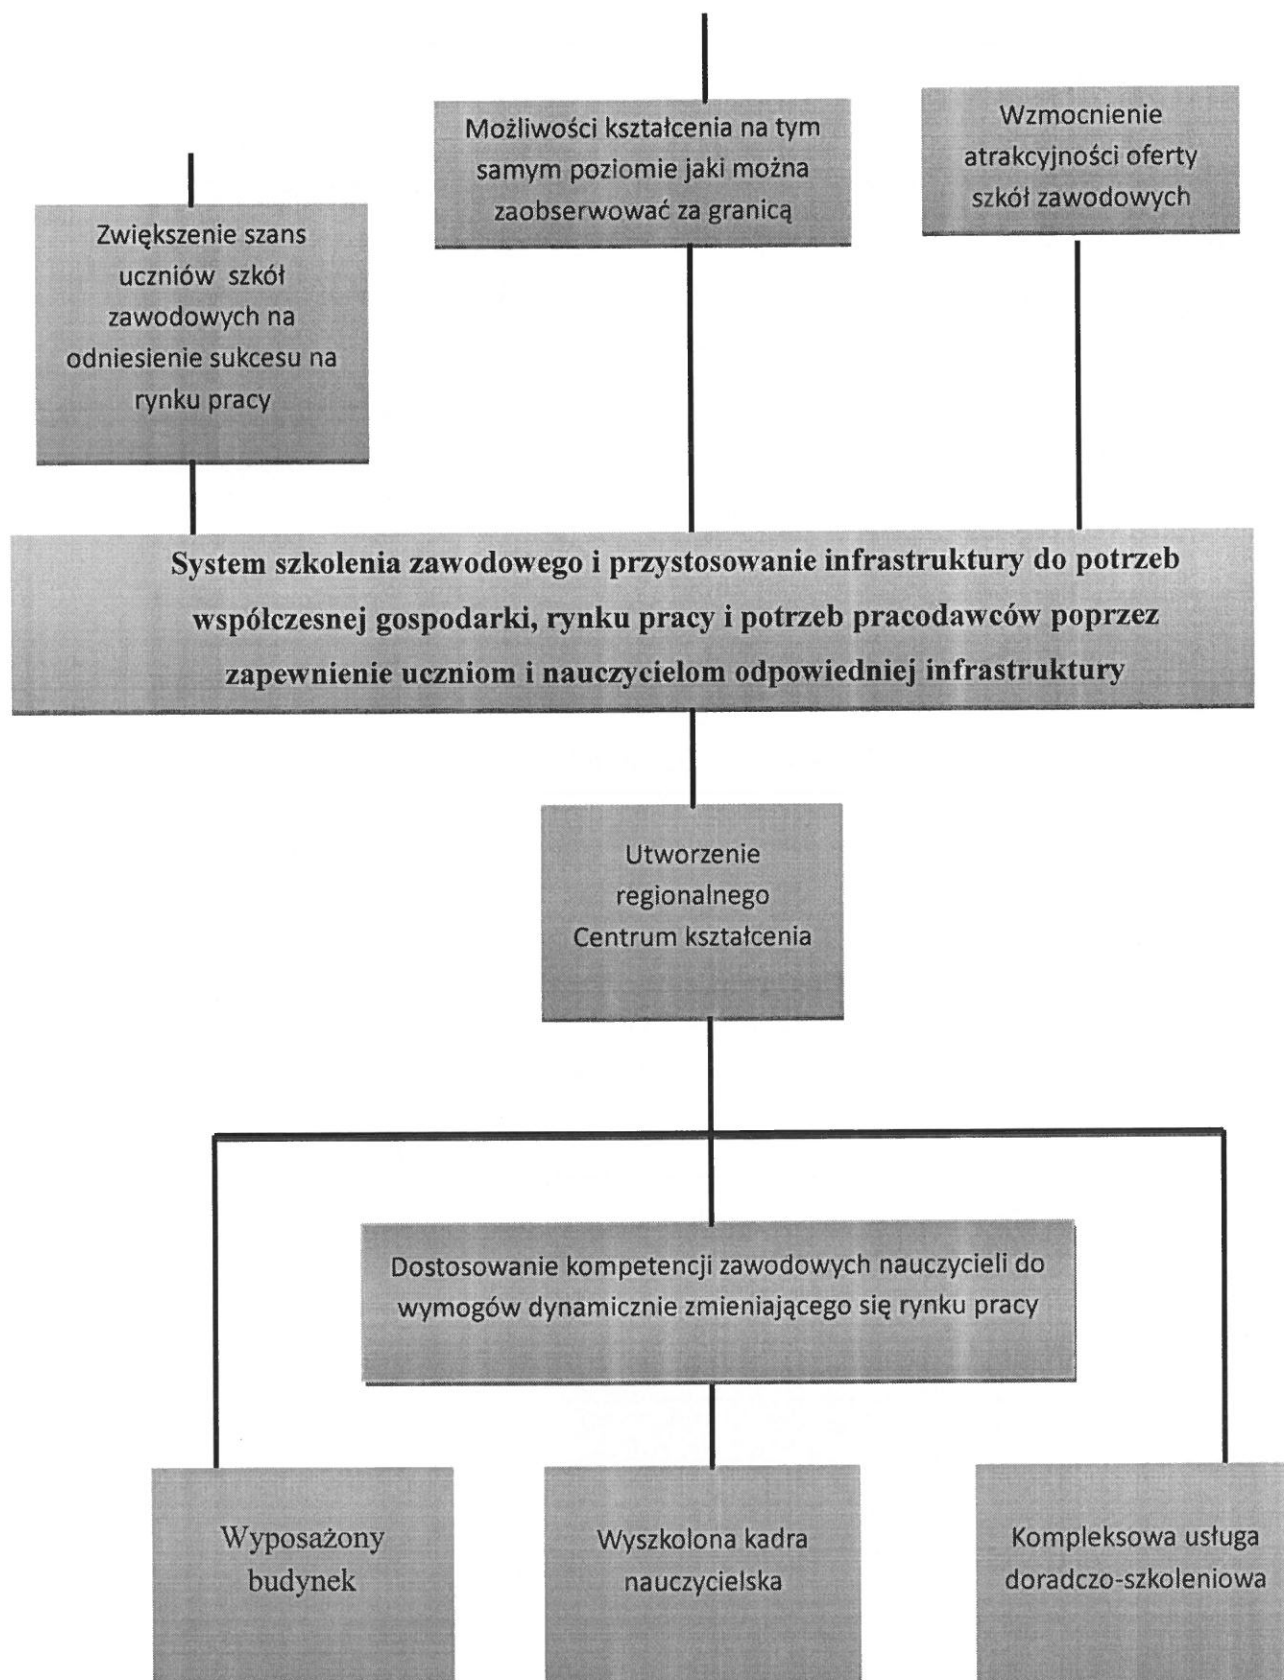 Możliwości kształcenia na tym
samym poziomie jaki można
zaobserwować za granicą
Wzmocnienie
atrakcyjności oferty
szkół zawodowych
Zwiększenie szans
uczniów szkół
zawodowych na
odniesienie sukcesu na
rynku pracy
System szkolenia zawodowego i przystosowanie infrastruktury do potrzeb
współczesnej gospodarki, rynku pracy i potrzeb pracodawców poprzez
zapewnienie uczniom i nauczycielom odpowiedniej infrastruktury
Utworzenie
regionalnego
Centrum kształcenia
Dostosowanie kompetencji zawodowych nauczycieli do
wymogów dynamicznie zmieniającego się rynku pracy
Wyposażony
budynek
Wyszkolona kadra
nauczycielska
Kompleksowa usługa
doradczo-szkoleniowa